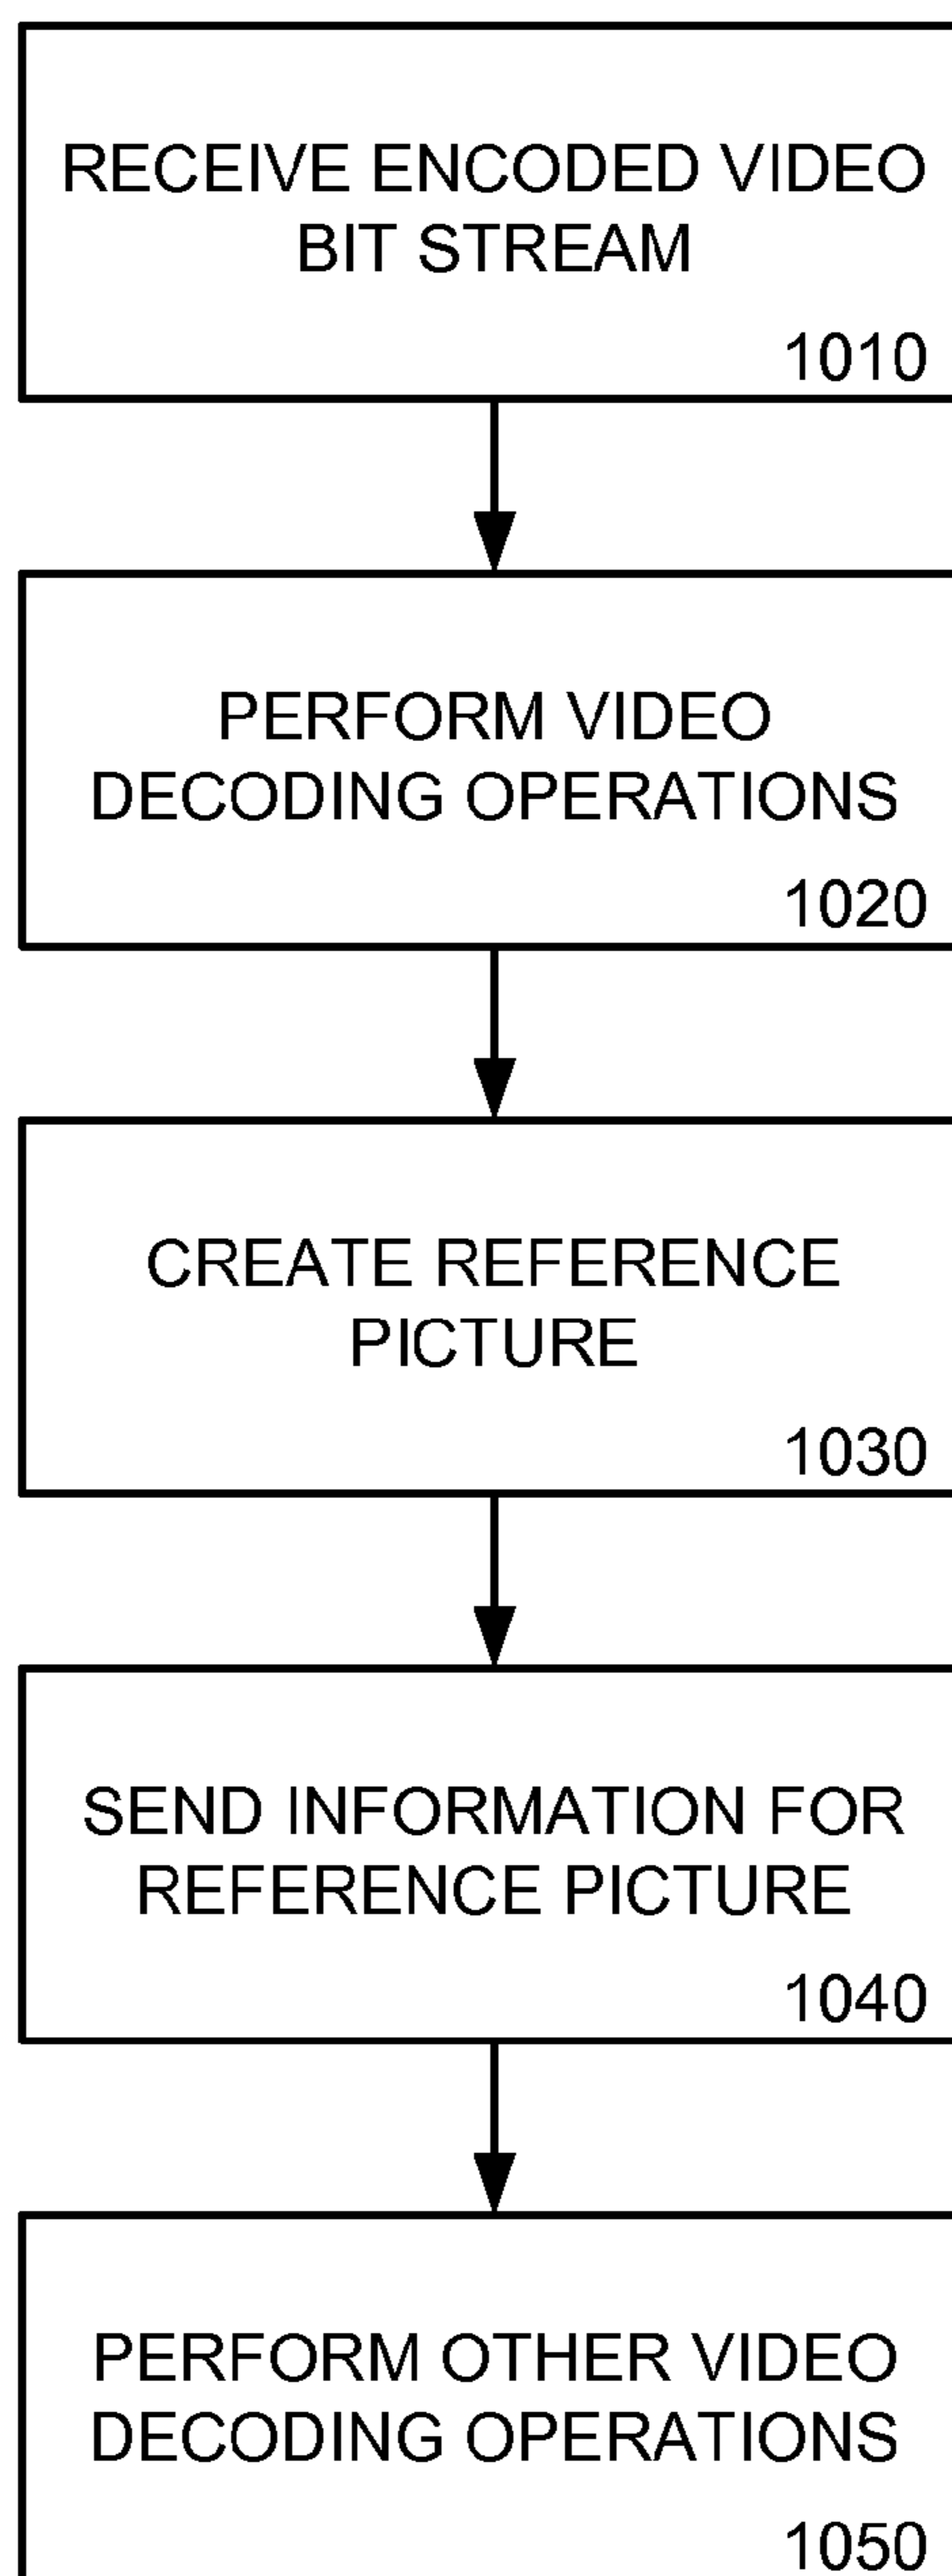 RECEIVE ENCODED VIDEO
BIT STREAM
1010
PERFORM VIDEO
DECODING OPERATIONS
1020
CREATE REFERENCE
PICTURE
1030
SEND INFORMATION FOR
REFERENCE PICTURE
1040
PERFORM OTHER VIDEO
DECODING OPERATIONS
1050